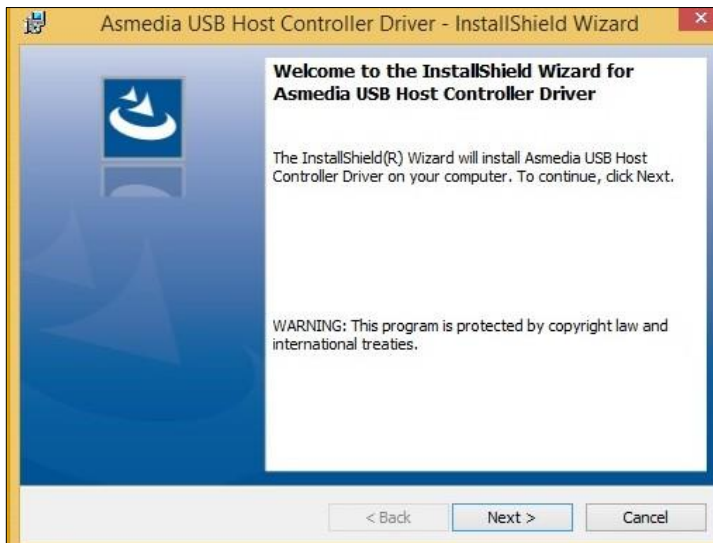 Asmedia USB Host Controller Driver - InstallShield Wizard
Welcome to the InstallShield Wizard for
Asmedia USB Host Controller Driver
The InstallShield(R) Wizard will install Asmedia USB Host
Controller Driver on your computer. To continue, click Next.
WARNING: This program is protected by copyright law and
international treaties.
< Back
Next >
Cancel